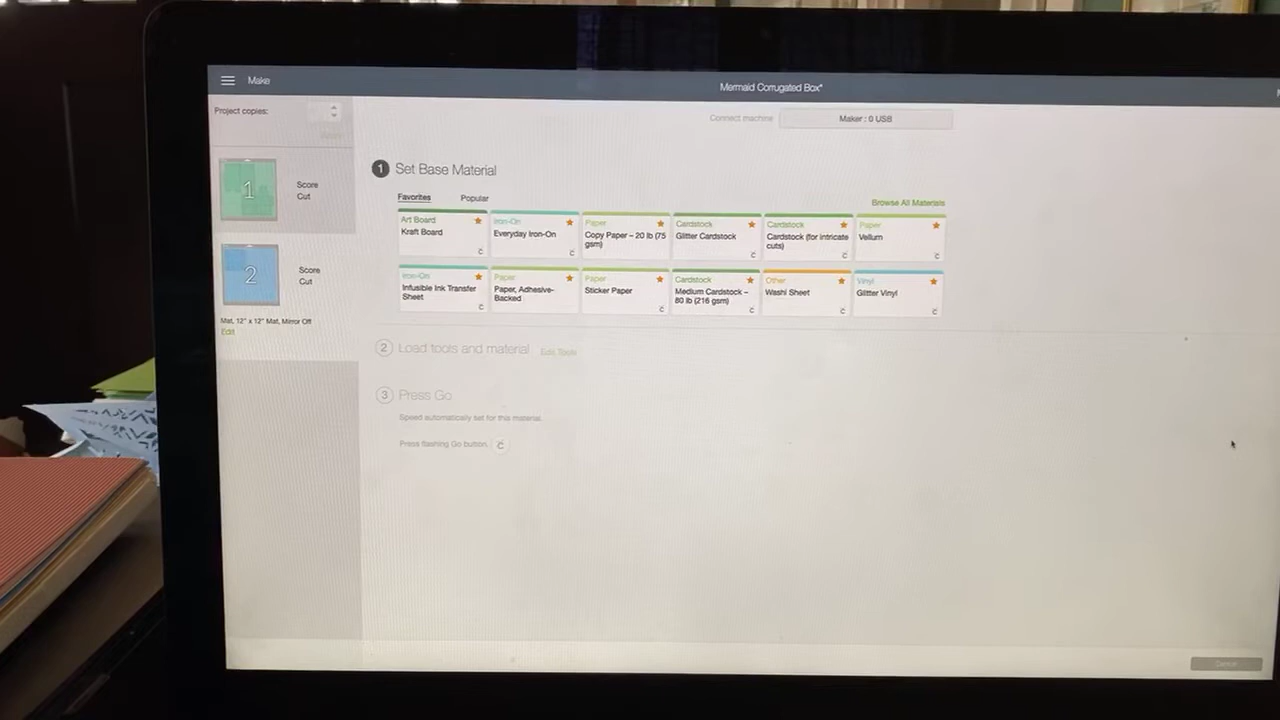 Make
Mermaid Corrugated Box*
Project copies:
Connect machine
Maker : 0 USB
1
Score
Cut
2
Score
Cut
Mat, 12" x 12" Mat, Mirror Off
Edit
1 Set Base Material
Favorites
Popular
Browse All Materials
Art Board
Kraft Board
Iron-On
Everyday Iron-On
Paper
Copy Paper – 20 lb (75
gsm)
Cardstock
Glitter Cardstock
Cardstock
Cardstock (for intricate
cuts)
Paper
Vellum
Iron-On
Infusible Ink Transfer
Sheet
Paper
Paper, Adhesive-
Backed
Paper
Sticker Paper
Cardstock
Medium Cardstock –
80 lb (216 gsm)
Other
Washi Sheet
Vinyl
Glitter Vinyl
2 Load tools and material
Edit Tools
3 Press Go
Speed automatically set for this material.
Press flashing Go button.
Cancel